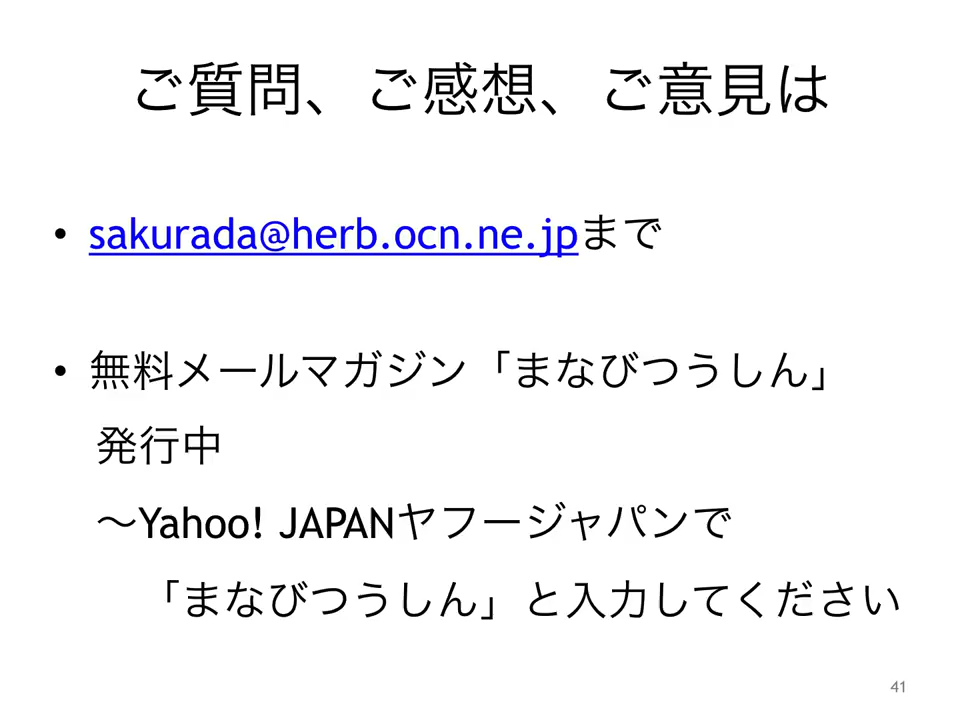 ご質問、ご感想、ご意見は
• sakurada@herb.ocn.ne.jpまで
• 無料メールマガジン「まなびつうしん」
発行中
～Yahoo! JAPANヤフージャパンで
「まなびつうしん」と入力してください
41